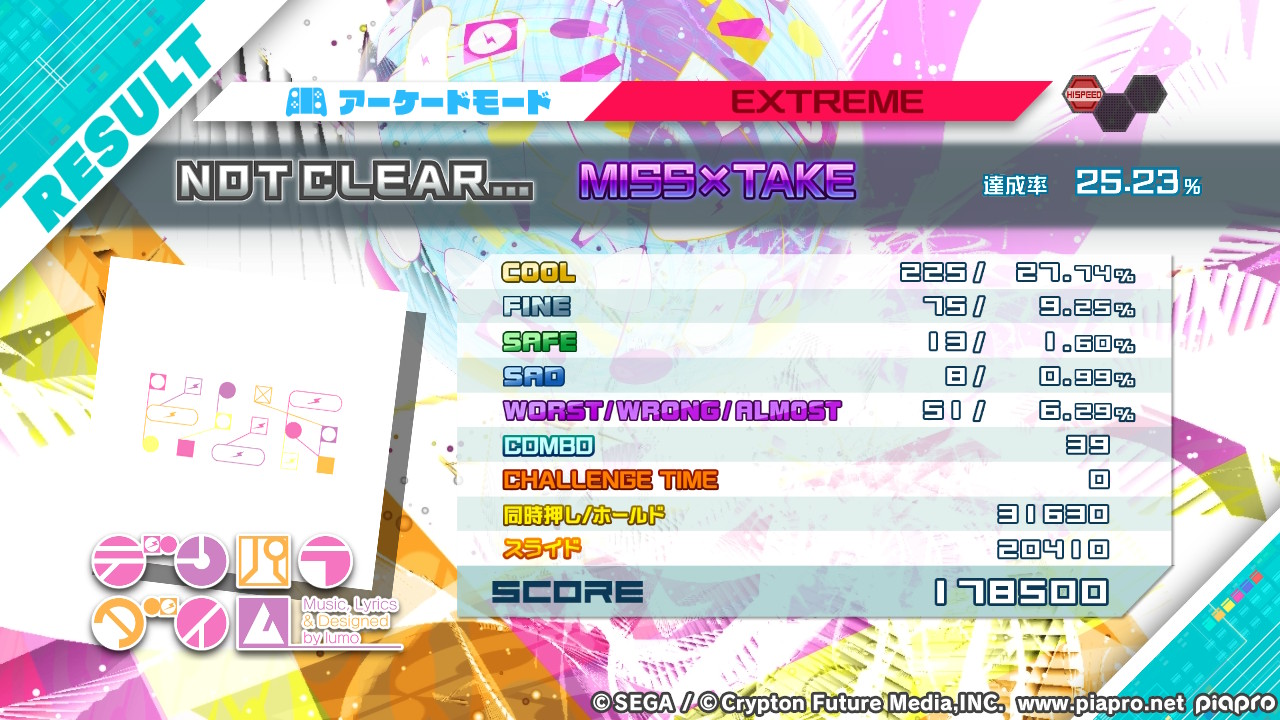 RESULT
アーケードモード EXTREME
HISPEED
NOT CLEAR... MISS×TAKE 達成率 25.23%
COOL 225/ 27.74%
FINE 75/ 9.25%
SAFE 13/ 1.60%
SAD 8/ 0.99%
WORST/WRONG/ALMOST 51/ 6.29%
COMBO 39
CHALLENGE TIME 0
同時押し/ホールド 31630
スライド 20410
SCORE 178500
デンパラダイム
Music, Lyrics
& Designed
by lumo
©SEGA / ©Crypton Future Media,INC. www.piapro.net piapro